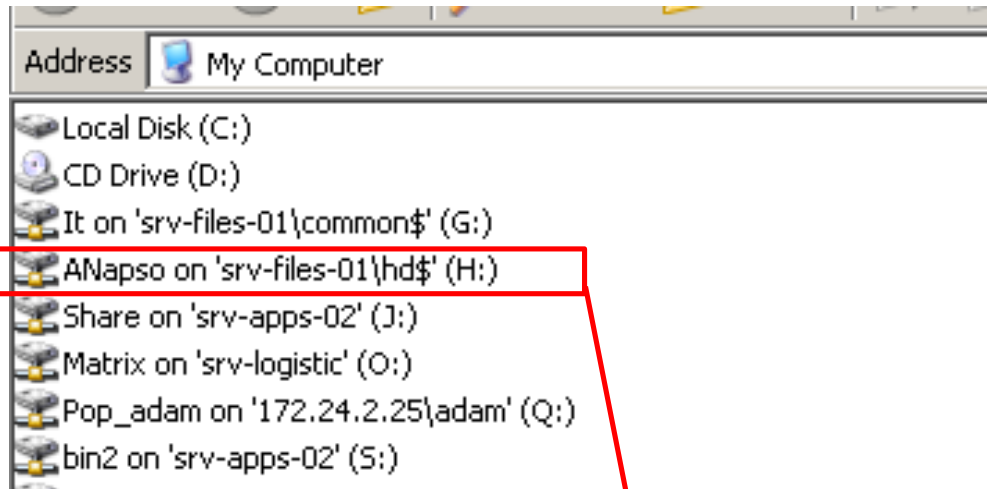 Address My Computer
Local Disk (C:)
CD Drive (D:)
It on 'srv-files-01\common$' (G:)
ANapso on 'srv-files-01\hd$' (H:)
Share on 'srv-apps-02' (J:)
Matrix on 'srv-logistic' (O:)
Pop_adam on '172.24.2.25\adam' (Q:)
bin2 on 'srv-apps-02' (S:)